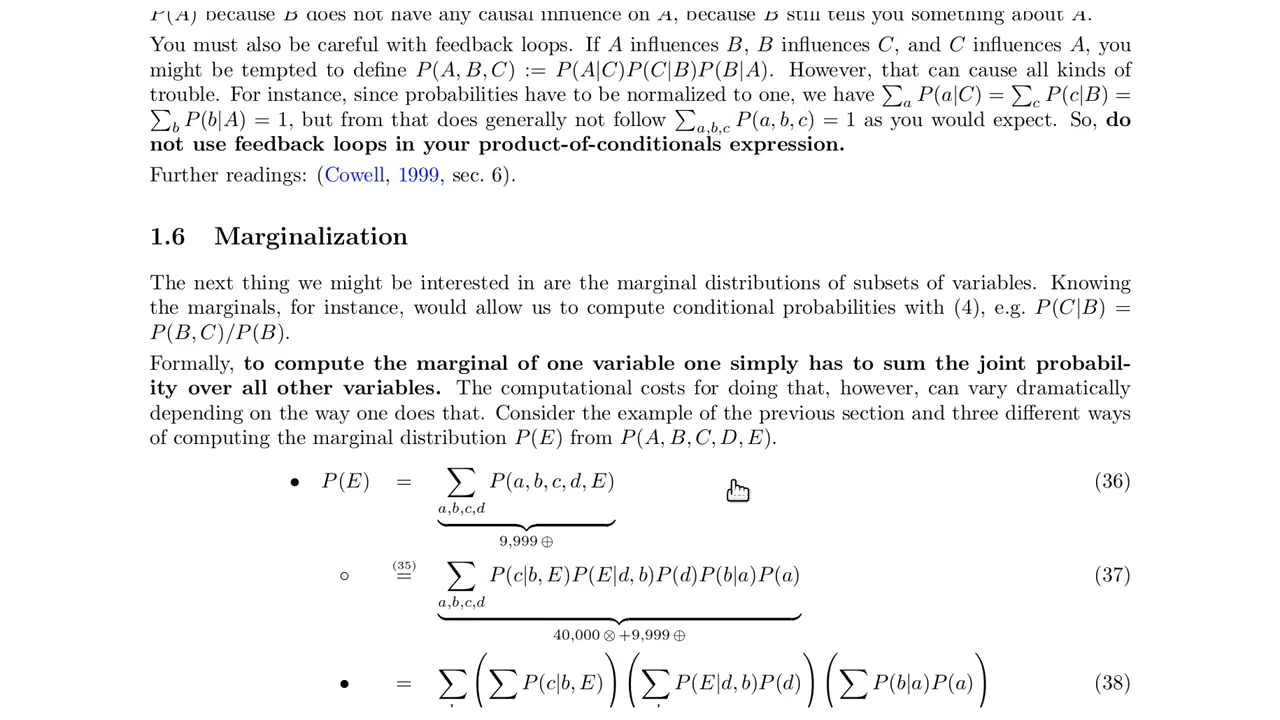 P(A) because B does not have any causal influence on A, because B still tells you something about A.
You must also be careful with feedback loops. If A influences B, B influences C, and C influences A, you
might be tempted to define P(A, B, C) := P(A|C)P(C|B)P(B|A). However, that can cause all kinds of
trouble. For instance, since probabilities have to be normalized to one, we have ∑_a P(a|C) = ∑_c P(c|B) =
∑_b P(b|A) = 1, but from that does generally not follow ∑_{a,b,c} P(a, b, c) = 1 as you would expect. So, do
not use feedback loops in your product-of-conditionals expression.
Further readings: (Cowell, 1999, sec. 6).
1.6 Marginalization
The next thing we might be interested in are the marginal distributions of subsets of variables. Knowing
the marginals, for instance, would allow us to compute conditional probabilities with (4), e.g. P(C|B) =
P(B, C)/P(B).
Formally, to compute the marginal of one variable one simply has to sum the joint probabil-
ity over all other variables. The computational costs for doing that, however, can vary dramatically
depending on the way one does that. Consider the example of the previous section and three different ways
of computing the marginal distribution P(E) from P(A, B, C, D, E).
• P(E) = ∑ P(a, b, c, d, E) (36)
a,b,c,d
9,999 ⊕
(35)
◦ = ∑ P(c|b, E)P(E|d, b)P(d)P(b|a)P(a) (37)
a,b,c,d
40,000 ⊗ +9,999 ⊕
• = ∑ (∑ P(c|b, E)) (∑ P(E|d, b)P(d)) (∑ P(b|a)P(a)) (38)